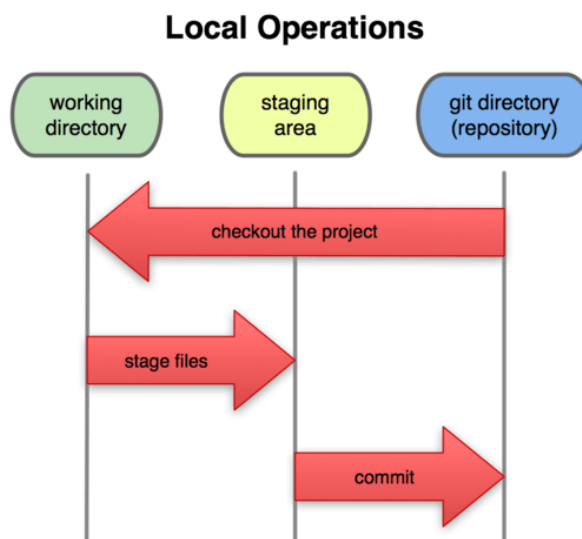 Local Operations
working
directory
staging
area
git directory
(repository)
checkout the project
stage files
commit